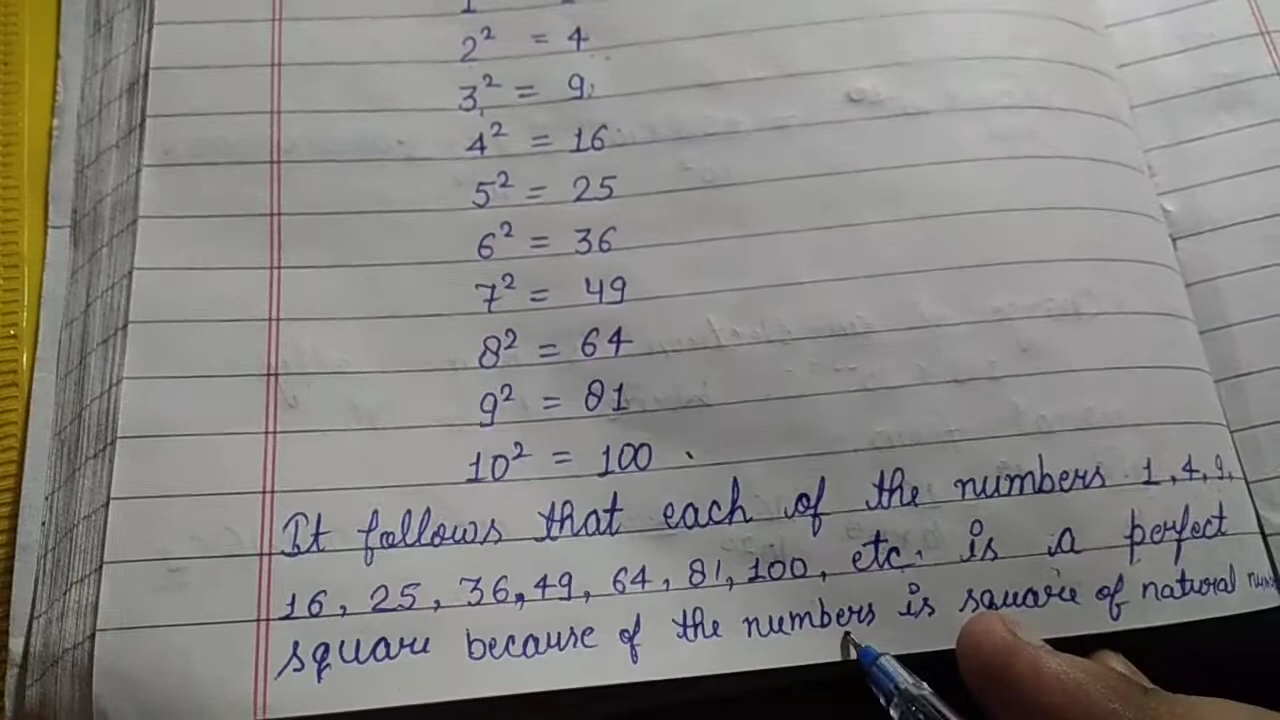 2² = 4
3² = 9
4² = 16
5² = 25
6² = 36
7² = 49
8² = 64
9² = 81
10² = 100
It follows that each of the numbers 1, 4, 9,
16, 25, 36, 49, 64, 81, 100, etc. is a perfect
square because of the numbers is square of natural